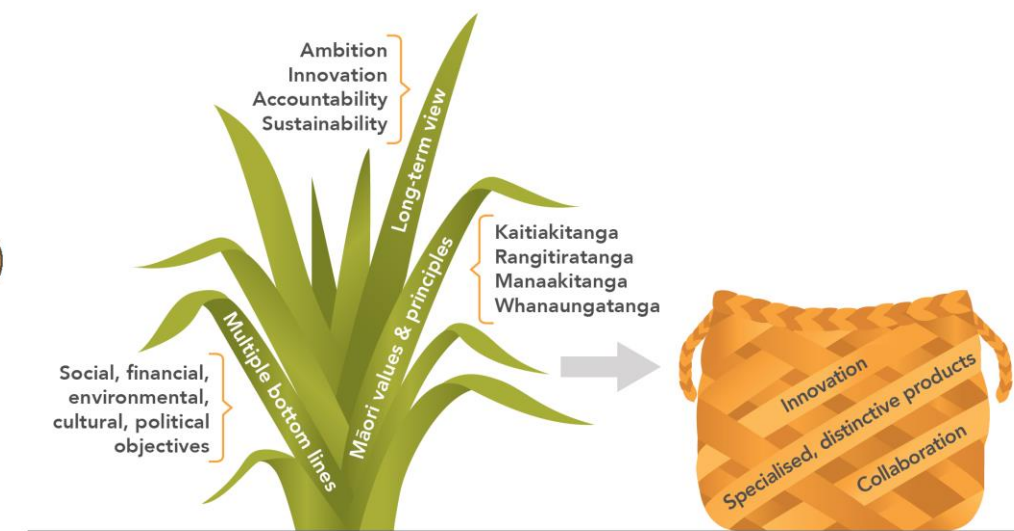 Ambition
Innovation
Accountability
Sustainability
Long-term view
Kaitiakitanga
Rangitiratanga
Manaakitanga
Whanaungatanga
Māori values & principles
Multiple bottom lines
Social, financial,
environmental,
cultural, political
objectives
Innovation
Specialised, distinctive products
Collaboration